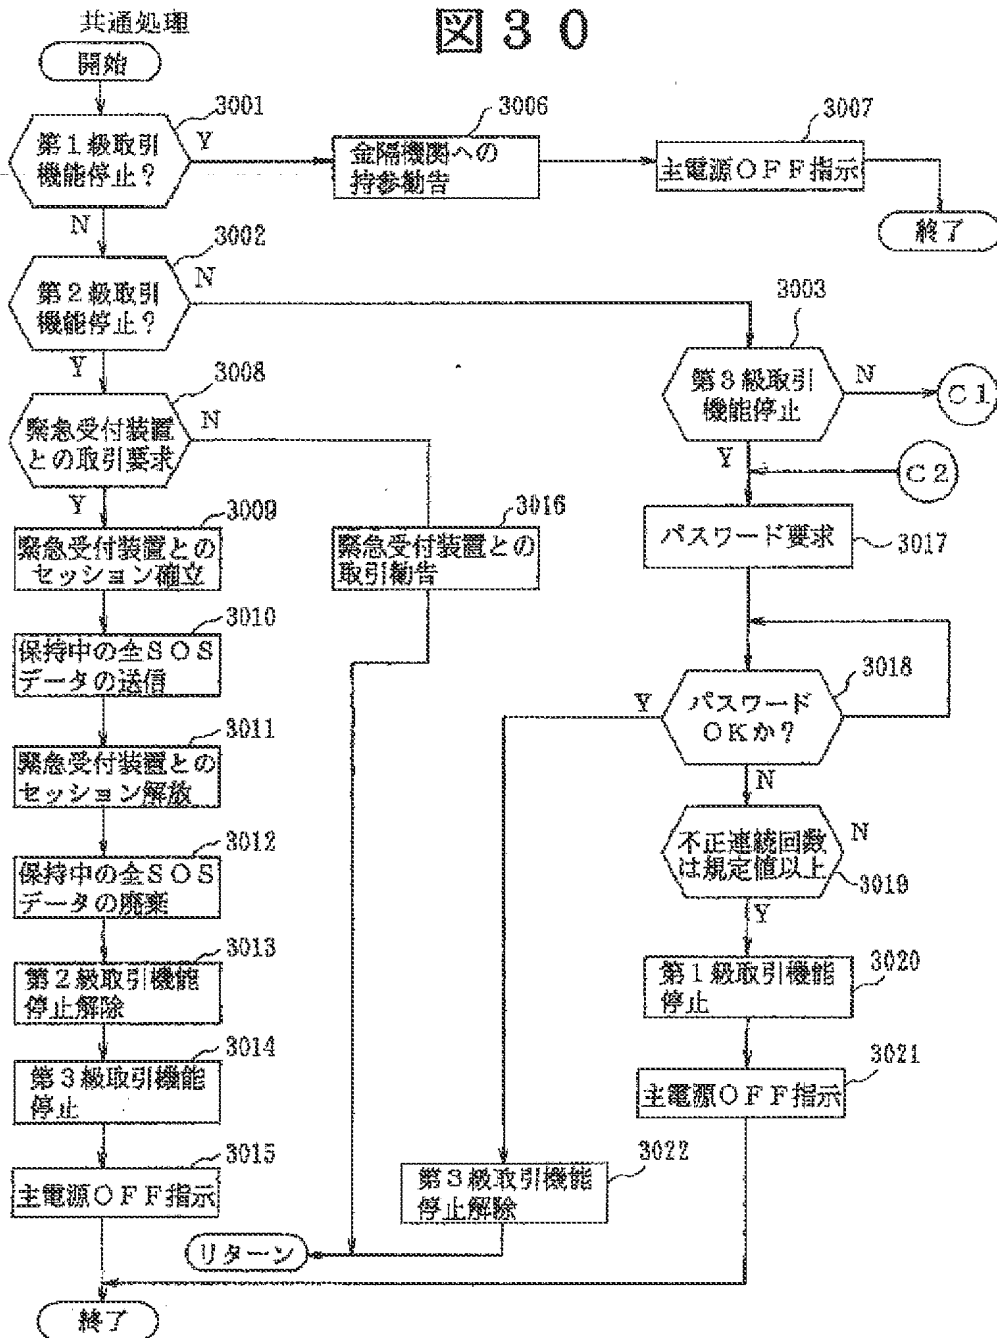 共通処理
図30
開始
3001
第1級取引
機能停止?
Y
N
3006
金隔機関への
持参勧告
3007
主電源OFF指示
終了
3002
第2級取引
機能停止?
N
Y
3003
第3級取引
機能停止
N
C1
Y
C2
3008
緊急受付装置
との取引要求
N
Y
3009
緊急受付装置との
セッション確立
3016
緊急受付装置との
取引勧告
パスワード要求
3017
3010
保持中の全SOS
データの送信
3018
パスワード
OKか?
Y
N
3011
緊急受付装置との
セッション解放
3012
保持中の全SOS
データの廃棄
不正連続回数
は規定値以上
N
3019
Y
3013
第2級取引機能
停止解除
3020
第1級取引機能
停止
3014
第3級取引機能
停止
3021
主電源OFF指示
3015
主電源OFF指示
3022
第3級取引機能
停止解除
リターン
終了